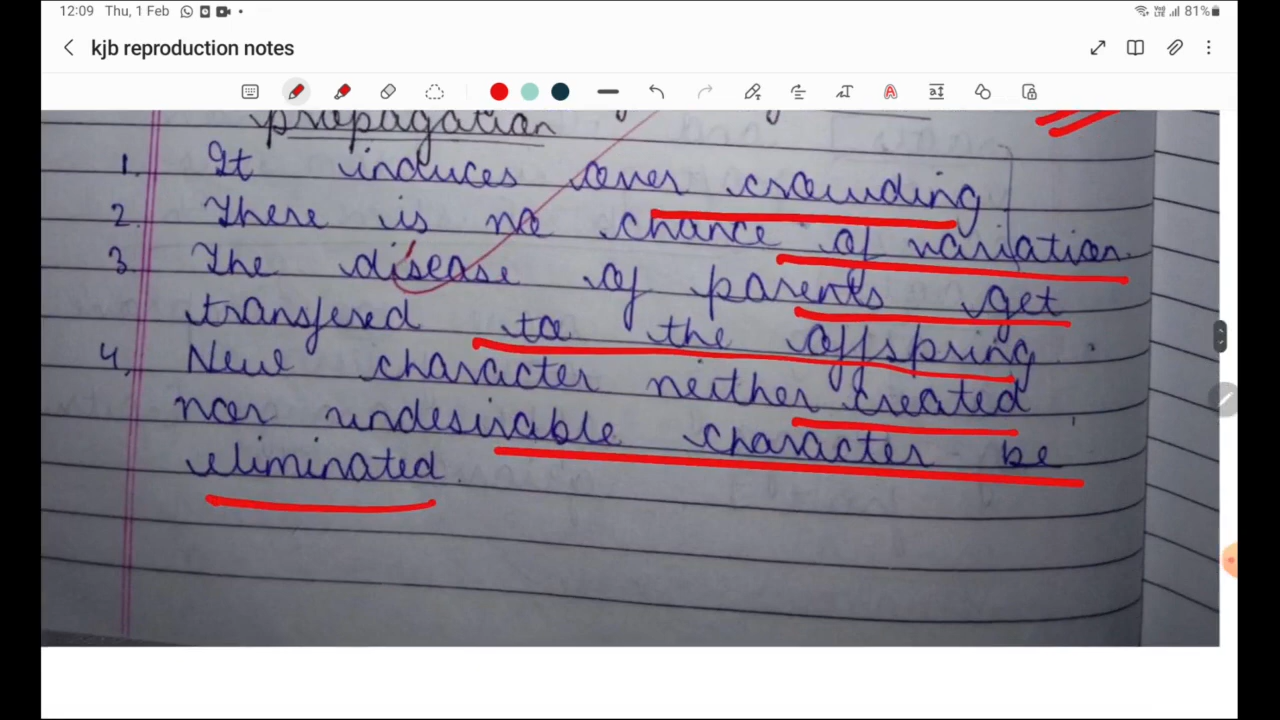 12:09 Thu, 1 Feb
81%
kjb reproduction notes
propagation
1. It induces over crowding
2. There is no chance of variation.
3. The disease of parents get
transfered to the offspring
4. New character neither created
nor undesirable character be
eliminated.